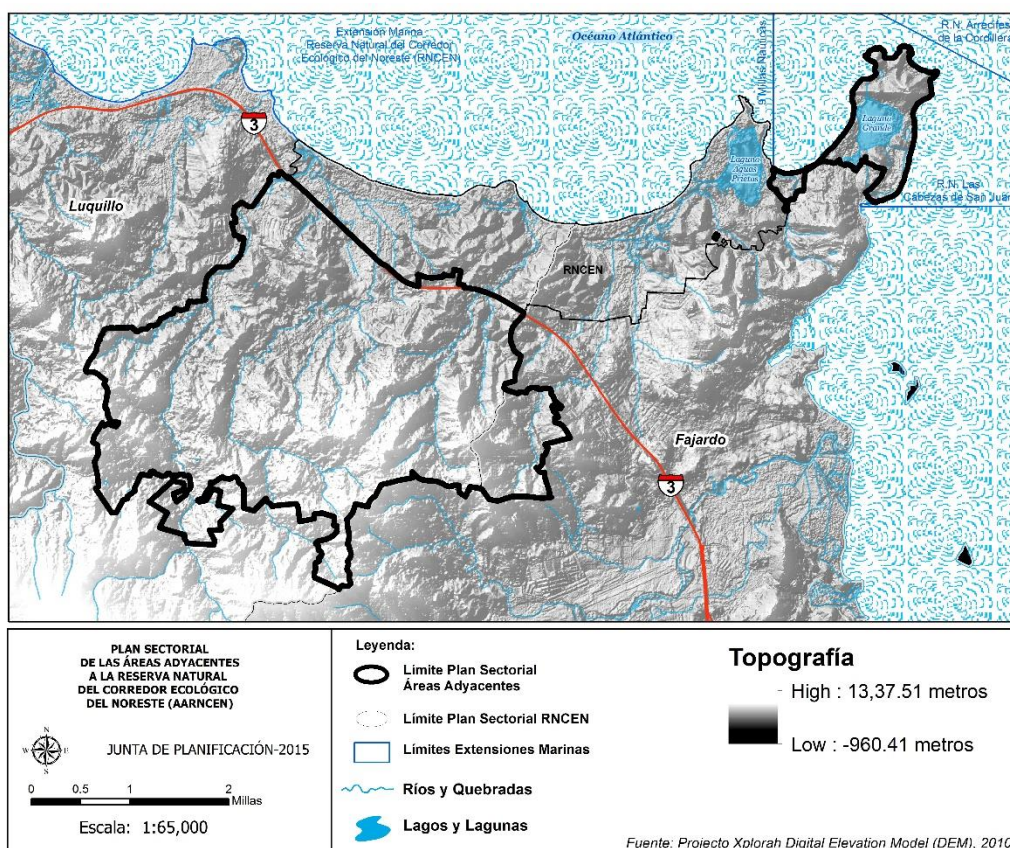 Extensión Marina
Reserva Natural del Corredor
Ecológico del Noreste (RNCEN)
Océano Atlántico
9 Millas Náuticas
R.N. Arrecifes
de la Cordillera
3
Laguna
Grande
Laguna
Aguas
Prietas
R.N. Las
Cabezas de San Juan
Luquillo
RNCEN
Fajardo
3
PLAN SECTORIAL
DE LAS ÁREAS ADYACENTES
A LA RESERVA NATURAL
DEL CORREDOR ECOLÓGICO
DEL NORESTE (AARNCEN)
N
W E
S
JUNTA DE PLANIFICACIÓN-2015
0 0.5 1 2
Millas
Escala: 1:65,000
Leyenda:
Límite Plan Sectorial
Áreas Adyacentes
Límite Plan Sectorial RNCEN
Límites Extensiones Marinas
Ríos y Quebradas
Lagos y Lagunas
Topografía
High : 13,37.51 metros
Low : -960.41 metros
Fuente: Projecto Xplorah Digital Elevation Model (DEM), 2010